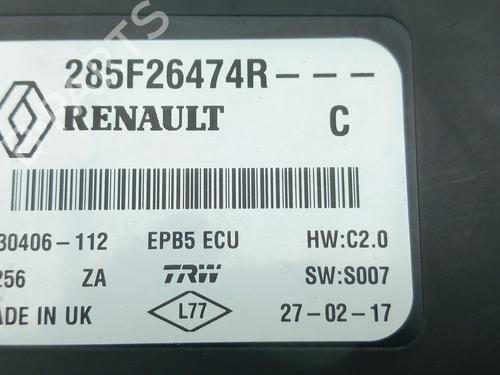 285F26474R---
RENAULT C
30406-112 EPB5 ECU HW:C2.0
256 ZA TRW SW:S007
ADE IN UK L77 27-02-17